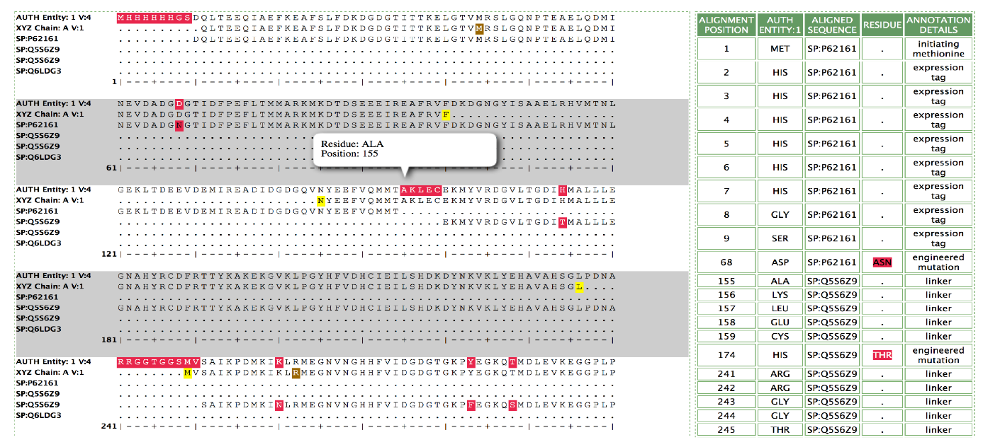 AUTH Entity: 1 V:4 MHHHHHHGSDQLTEEQIAEFKEAFSLFDKDGDGTITTKELGTVMRSLGQNPTEAELQDMI
XYZ Chain: A V:1 ..........QLTEEQIAEFKEAFSLFDKDGDGTITTKELGTVMRSLGQNPTEAELQDMI
SP:P62161 .........DQLTEEQIAEFKEAFSLFDKDGDGTITTKELGTVMRSLGQNPTEAELQDMI
SP:Q5S6Z9 ............................................................
SP:Q5S6Z9 ............................................................
SP:Q6LDG3 ............................................................
1|---+----|----+----|----+----|----+----|----+----|----+----|
AUTH Entity: 1 V:4 NEVDADGDGTIDFPEFLTMMARKMKDTDSEEEIREAFRVFDKDGNGYISAAELRHVMTNL
XYZ Chain: A V:1 NEVDADGDGTIDFPEFLTMMARKMKDTDSEEEIREAFRVF....................
SP:P62161 NEVDADGNGTIDFPEFLTMMARKMKDTDSEEEIREAFRVFDKDGNGYISAAELRHVMTNL
SP:Q5S6Z9 ............................................................
SP:Q5S6Z9 ............................................................
SP:Q6LDG3 ............................................................
61|---+----|----+----|----+----|----+----|----+----|----+----|
Residue: ALA
Position: 155
AUTH Entity: 1 V:4 GEKLTDEEVDEMIREADIDGDGQVNYEEFVQMMTAKLECEKMYVRDGVLTGDIHMALLLE
XYZ Chain: A V:1 ........................NYEEFVQMMTAKLECEKMYVRDGVLTGDIHMALLLE
SP:P62161 GEKLTDEEVDEMIREADIDGDGQVNYEEFVQMMT..........................
SP:Q5S6Z9 .......................................EKMYVRDGVLTGDITMALLLE
SP:Q5S6Z9 ............................................................
SP:Q6LDG3 ............................................................
121|---+----|----+----|----+----|----+----|----+----|----+----|
AUTH Entity: 1 V:4 GNAHYRCDFRTTYKAKEKGVKLPGYHFVDHCIEILSHDKDYNKVKLYEHAVAHSGLPDNA
XYZ Chain: A V:1 GNAHYRCDFRTTYKAKEKGVKLPGYHFVDHCIEILSHDKDYNKVKLYEHAVAHSGL....
SP:P62161 ............................................................
SP:Q5S6Z9 GNAHYRCDFRTTYKAKEKGVKLPGYHFVDHCIEILSHDKDYNKVKLYEHAVAHSGLPDNA
SP:Q5S6Z9 ............................................................
SP:Q6LDG3 ............................................................
181|---+----|----+----|----+----|----+----|----+----|----+----|
AUTH Entity: 1 V:4 RRGGTGGSMVSAIKPDMKIKLRMEGNVNGHHFVIDGDGTGKPYEGKQTMDLEVKEGGPLP
XYZ Chain: A V:1 ........MVSAIKPDMKIKLRMEGNVNGHHFVIDGDGTGKPYEGKQTMDLEVKEGGPLP
SP:P62161 ............................................................
SP:Q5S6Z9 ............................................................
SP:Q5S6Z9 ..........SAIKPDMKINLRMEGNVNGHHFVIDGDGTGKPFEGKQSMDLEVKEGGPLP
SP:Q6LDG3 ............................................................
241|---+----|----+----|----+----|----+----|----+----|----+----|
ALIGNMENT POSITION AUTH ENTITY:1 ALIGNED SEQUENCE RESIDUE ANNOTATION DETAILS
1 MET SP:P62161 . initiating methionine
2 HIS SP:P62161 . expression tag
3 HIS SP:P62161 . expression tag
4 HIS SP:P62161 . expression tag
5 HIS SP:P62161 . expression tag
6 HIS SP:P62161 . expression tag
7 HIS SP:P62161 . expression tag
8 GLY SP:P62161 . expression tag
9 SER SP:P62161 . expression tag
68 ASP SP:P62161 ASN engineered mutation
155 ALA SP:Q5S6Z9 . linker
156 LYS SP:Q5S6Z9 . linker
157 LEU SP:Q5S6Z9 . linker
158 GLU SP:Q5S6Z9 . linker
159 CYS SP:Q5S6Z9 . linker
174 HIS SP:Q5S6Z9 THR engineered mutation
241 ARG SP:Q5S6Z9 . linker
242 ARG SP:Q5S6Z9 . linker
243 GLY SP:Q5S6Z9 . linker
244 GLY SP:Q5S6Z9 . linker
245 THR SP:Q5S6Z9 . linker